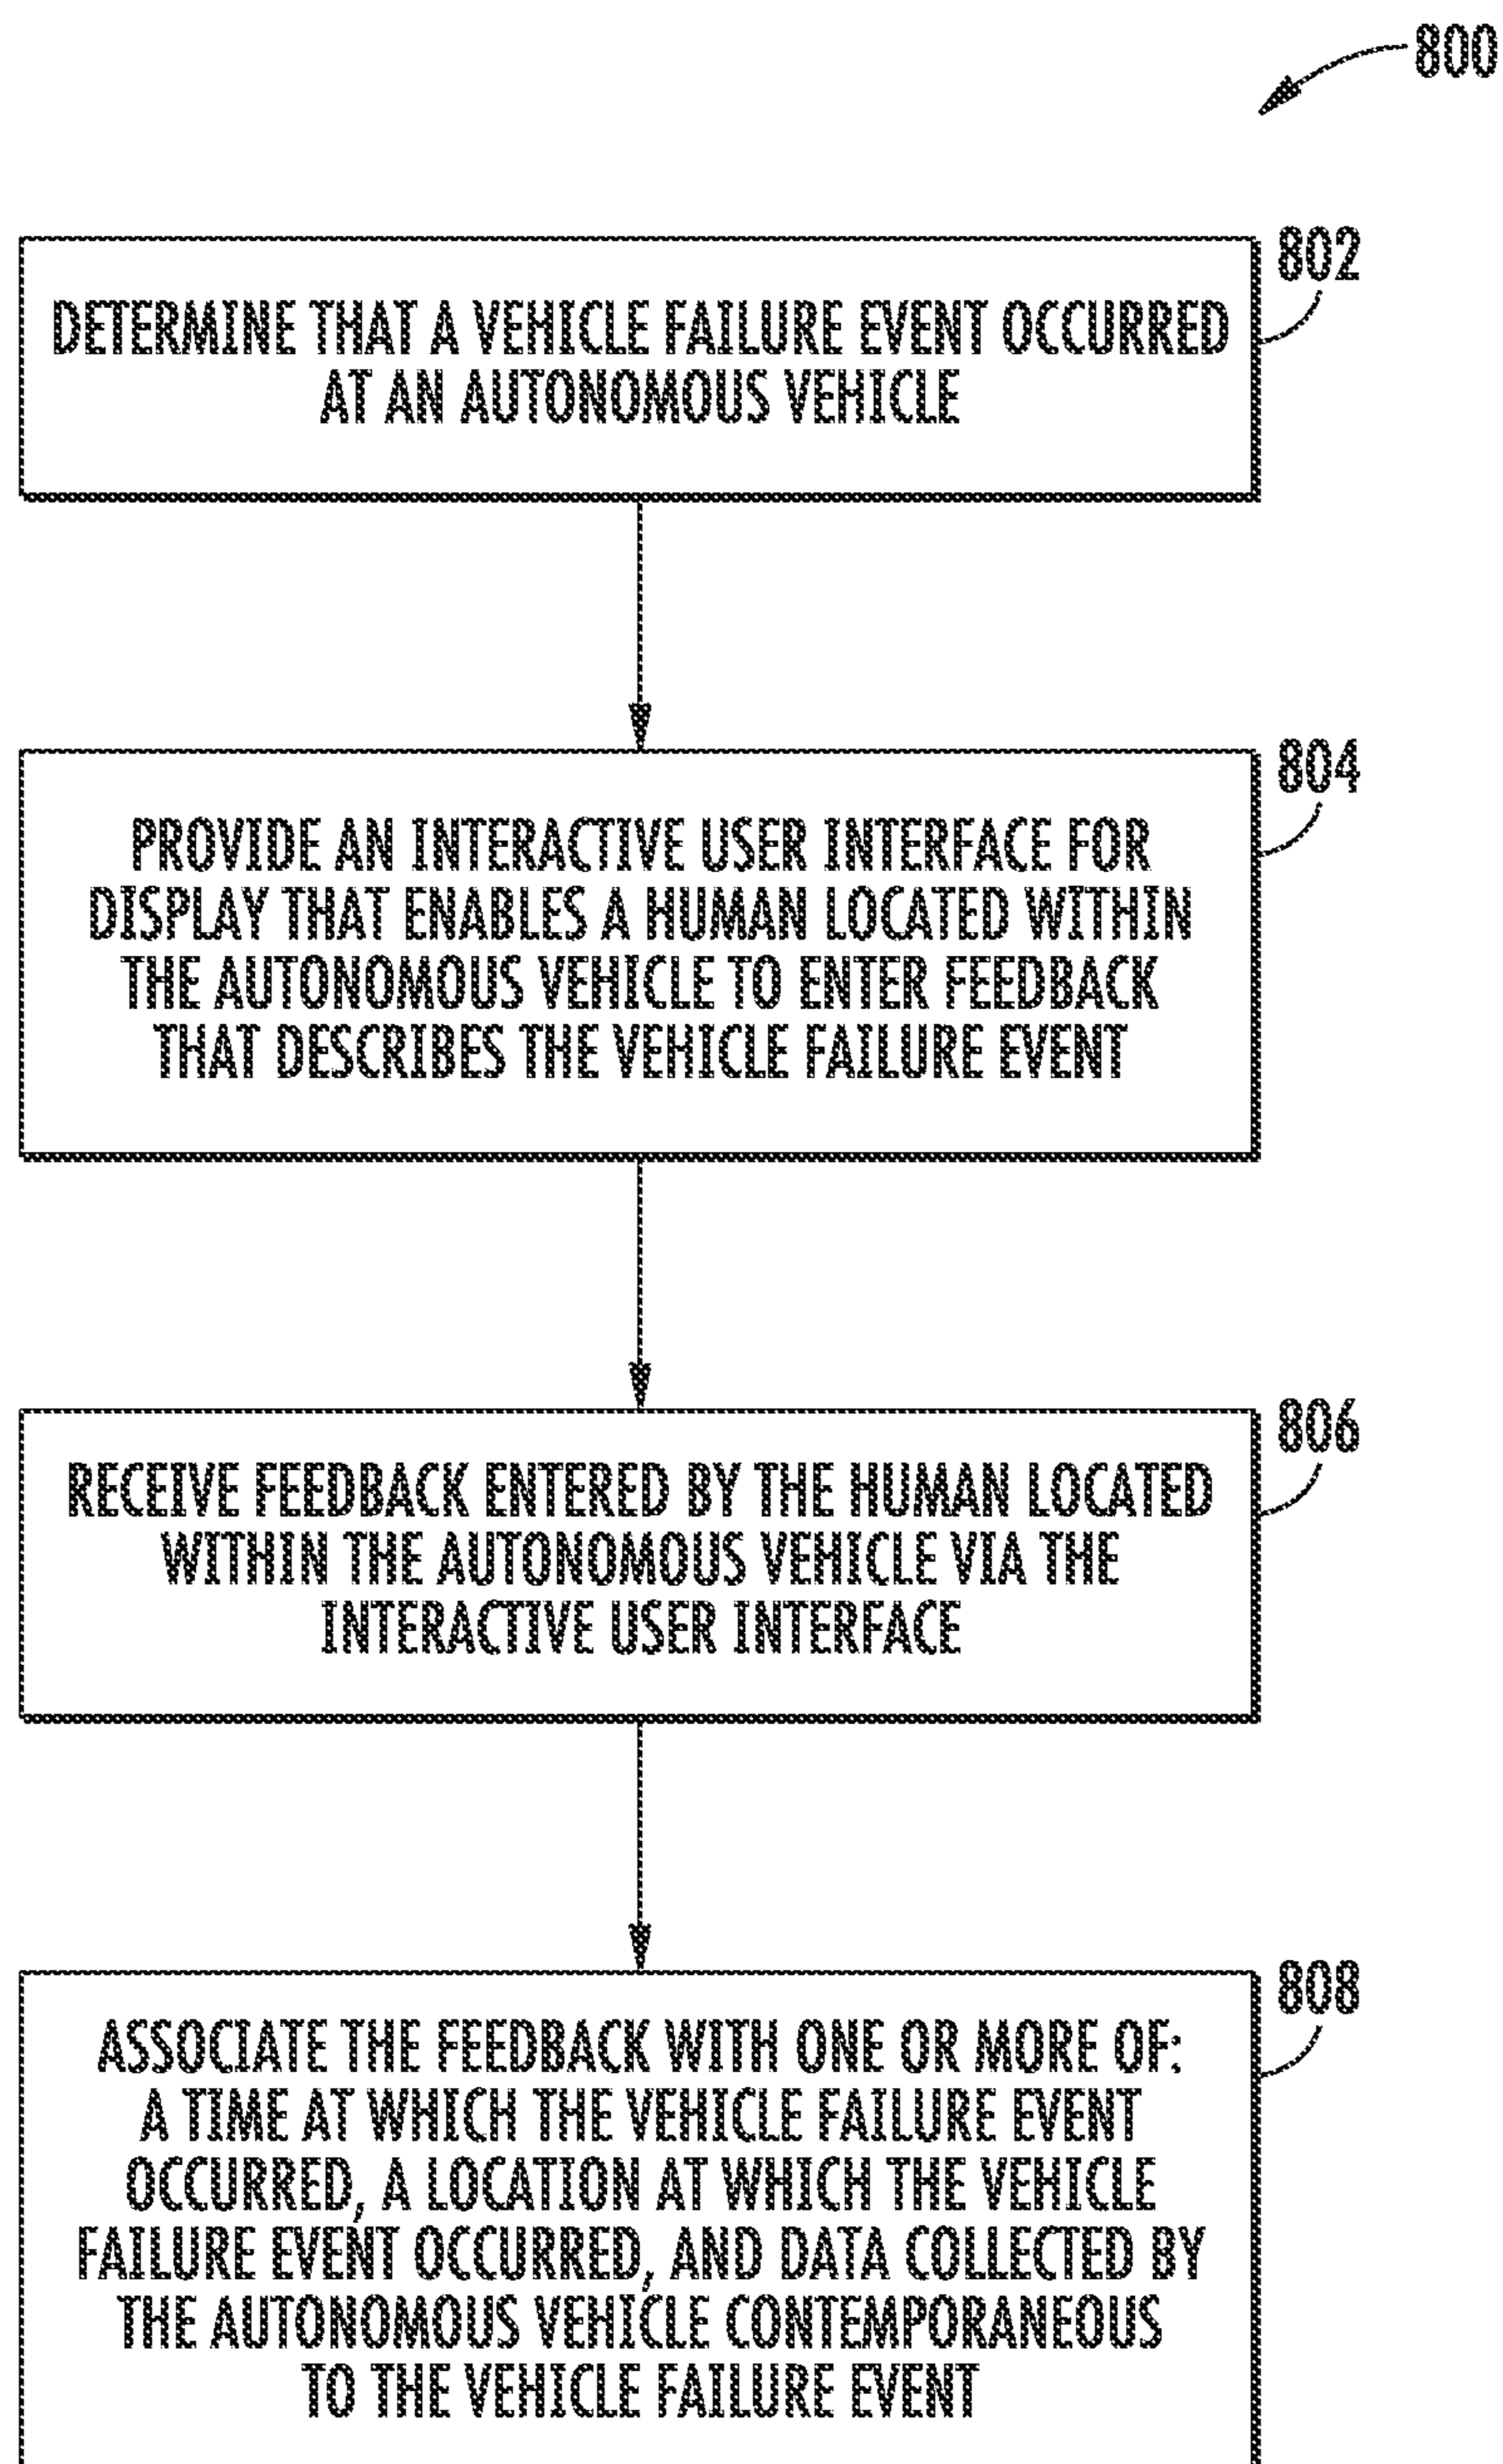 800
802
DETERMINE THAT A VEHICLE FAILURE EVENT OCCURRED
AT AN AUTONOMOUS VEHICLE
804
PROVIDE AN INTERACTIVE USER INTERFACE FOR
DISPLAY THAT ENABLES A HUMAN LOCATED WITHIN
THE AUTONOMOUS VEHICLE TO ENTER FEEDBACK
THAT DESCRIBES THE VEHICLE FAILURE EVENT
806
RECEIVE FEEDBACK ENTERED BY THE HUMAN LOCATED
WITHIN THE AUTONOMOUS VEHICLE VIA THE
INTERACTIVE USER INTERFACE
808
ASSOCIATE THE FEEDBACK WITH ONE OR MORE OF:
A TIME AT WHICH THE VEHICLE FAILURE EVENT
OCCURRED, A LOCATION AT WHICH THE VEHICLE
FAILURE EVENT OCCURRED, AND DATA COLLECTED BY
THE AUTONOMOUS VEHICLE CONTEMPORANEOUS
TO THE VEHICLE FAILURE EVENT